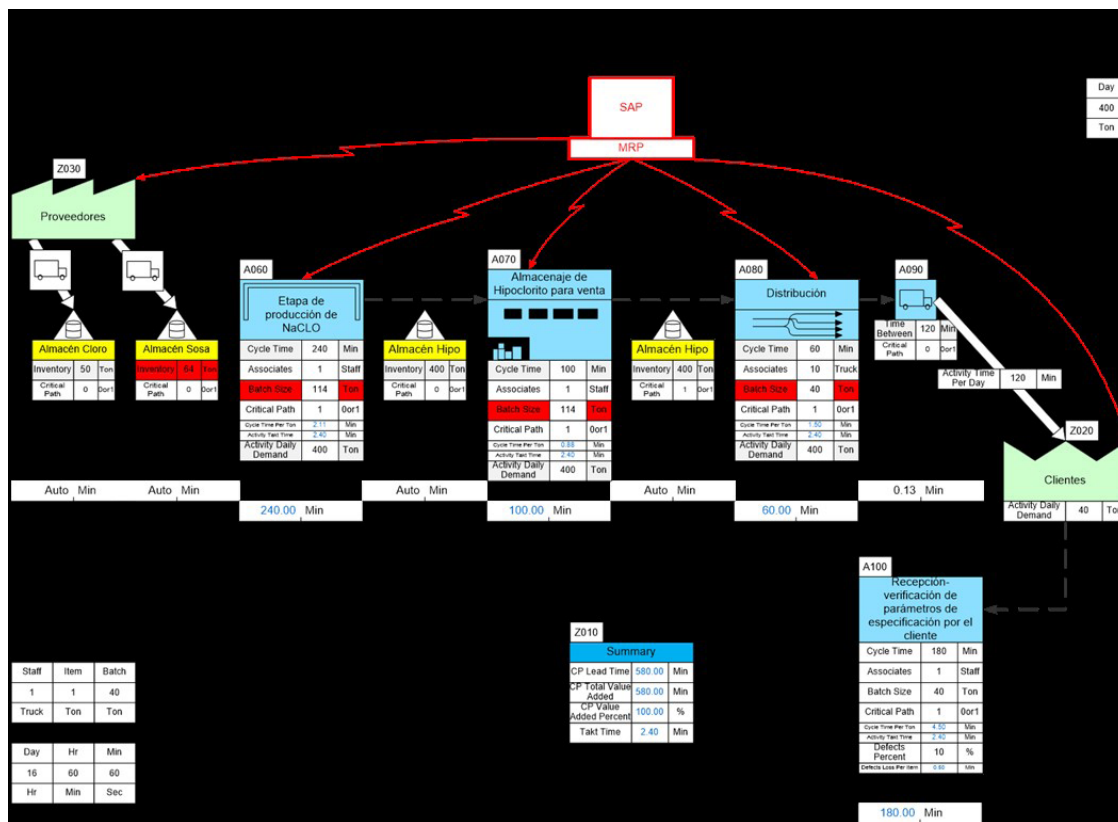 SAP
MRP
Day
400
Ton
Z030
Proveedores
A060
Etapa de
producción de
NaCLO
Cycle Time 240 Min
Associates 1 Staff
Batch Size 114 Ton
Critical Path 1 0or1
Cycle Time Per Ton 2.11 Min
Activity Takt Time 2.40 Min
Activity Daily
Demand 400 Ton
A070
Almacenaje de
Hipoclorito para venta
Cycle Time 100 Min
Associates 1 Staff
Batch Size 114 Ton
Critical Path 1 0or1
Cycle Time Per Ton 0.88 Min
Activity Takt Time 2.40 Min
Activity Daily
Demand 400 Ton
A080
Distribución
Cycle Time 60 Min
Associates 10 Truck
Batch Size 40 Ton
Critical Path 1 0or1
Cycle Time Per Ton 1.50 Min
Activity Takt Time 2.40 Min
Activity Daily
Demand 400 Ton
A090
Time
Between 120 Min
Critical
Path 0 0or1
Activity Time
Per Day 120 Min
Almacén Cloro
Inventory 50 Ton
Critical
Path 0 0or1
Almacén Sosa
Inventory 64 Ton
Critical
Path 0 0or1
Almacén Hipo
Inventory 400 Ton
Critical
Path 0 0or1
Almacén Hipo
Inventory 400 Ton
Critical
Path 1 0or1
Z020
Clientes
Activity Daily
Demand 40 Ton
Auto Min
Auto Min
Auto Min
Auto Min
0.13 Min
240.00 Min
100.00 Min
60.00 Min
A100
Recepción-
verificación de
parámetros de
especificación por el
cliente
Cycle Time 180 Min
Associates 1 Staff
Batch Size 40 Ton
Critical Path 1 0or1
Cycle Time Per Ton 4.50 Min
Activity Takt Time 2.40 Min
Defects
Percent 10 %
Defects Loss Per Item Min
180.00 Min
Z010
Summary
CP Lead Time 580.00 Min
CP Total Value
Added 580.00 Min
CP Value
Added Percent 100.00 %
Takt Time 2.40 Min
Staff Item Batch
1 1 40
Truck Ton Ton
Day Hr Min
16 60 60
Hr Min Sec